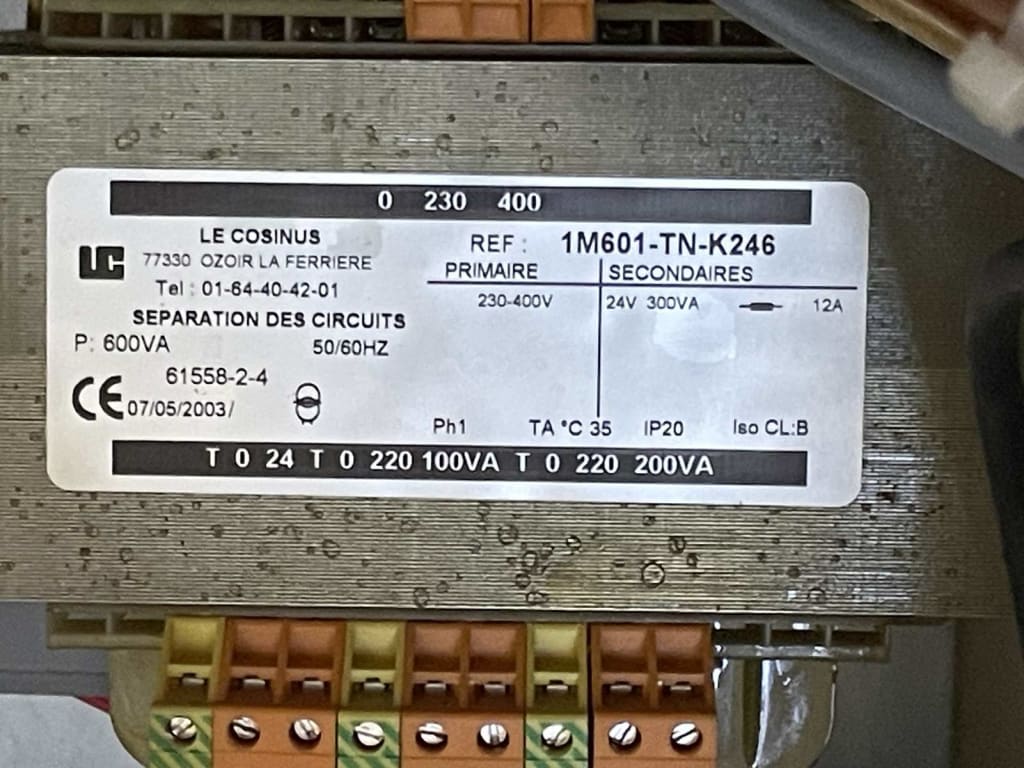 0 230 400
LC
LE COSINUS
77330 OZOIR LA FERRIERE
Tel : 01-64-40-42-01
SEPARATION DES CIRCUITS
P: 600VA 50/60HZ
61558-2-4
CE 07/05/2003/
REF : 1M601-TN-K246
PRIMAIRE SECONDAIRES
230-400V 24V 300VA 12A
Ph1 TA °C 35 IP20 Iso CL:B
T 0 24 T 0 220 100VA T 0 220 200VA